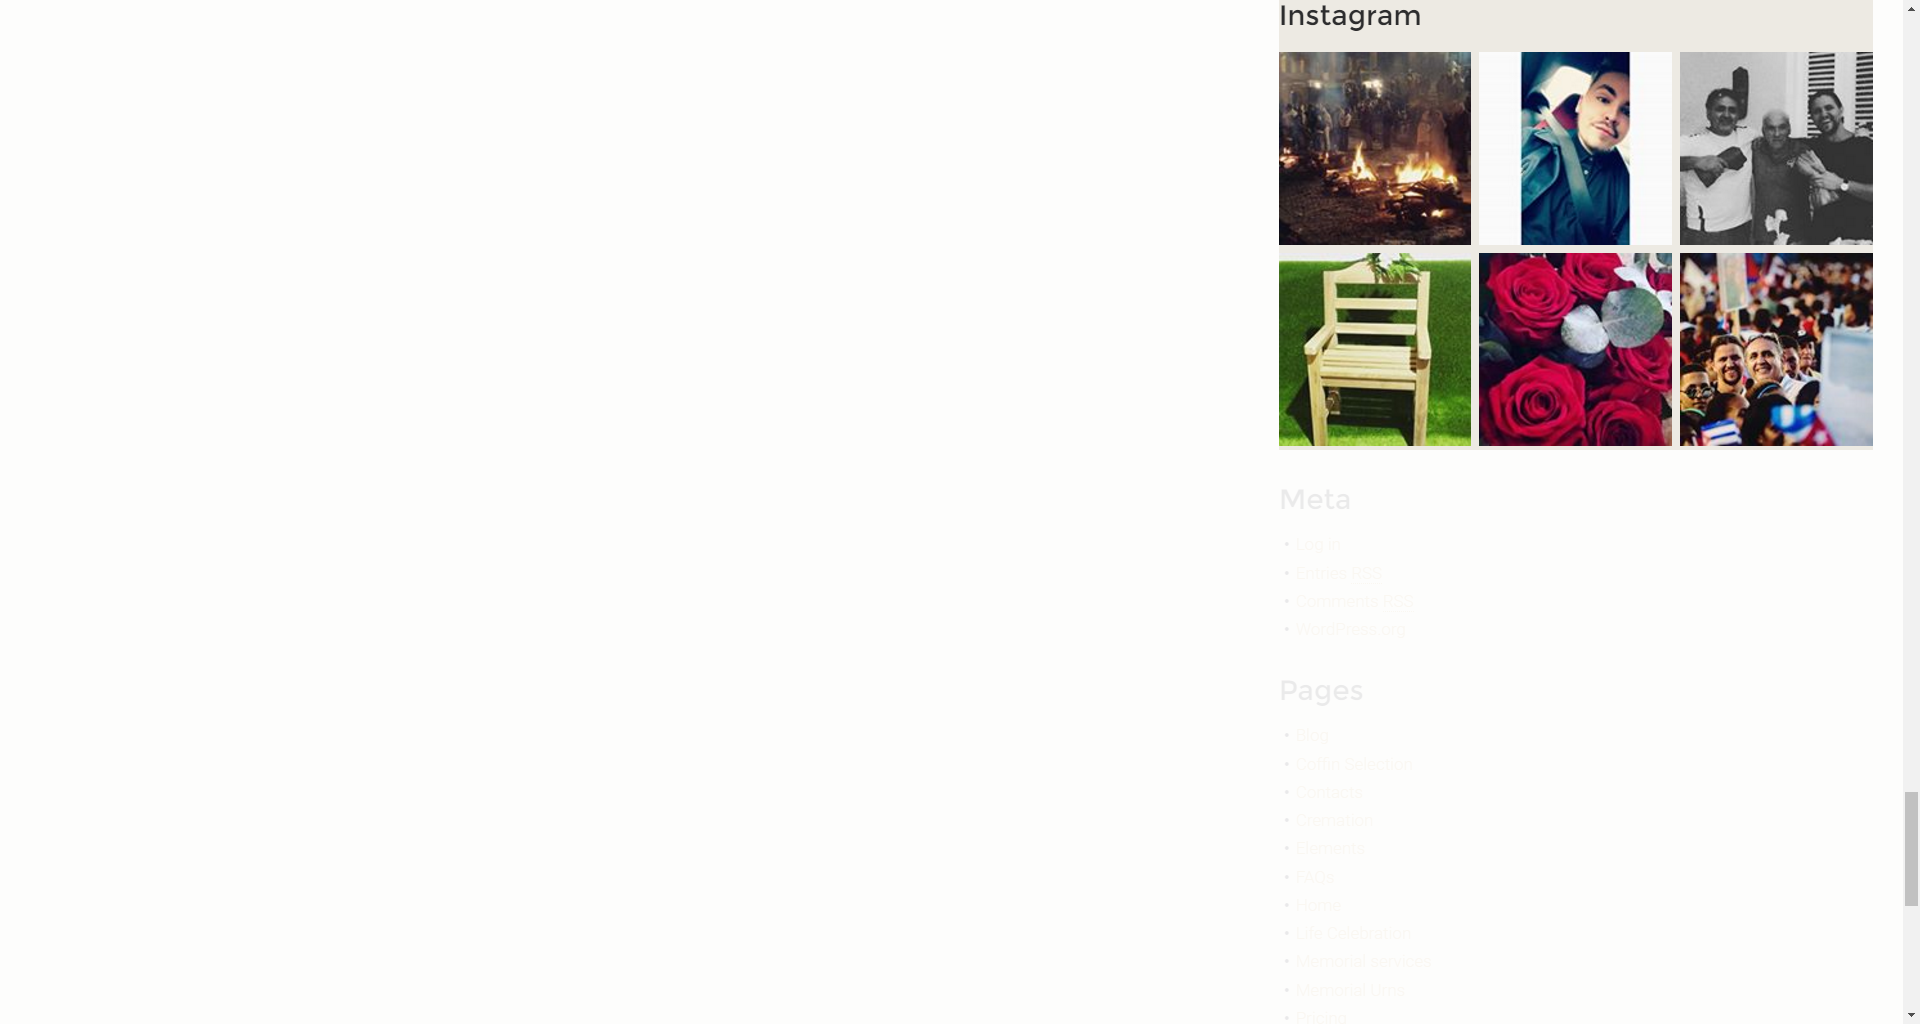 Instagram
Meta
Log in
Entries RSS
Comments RSS
WordPress.org
Pages
Blog
Coffin Selection
Contacts
Cremation
Elements
FAQs
Home
Life Celebration
Memorial services
Memorial Urns
Pricing